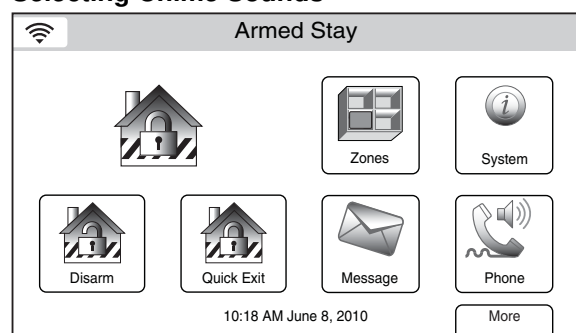 Selecting Chime Sounds
Armed Stay
Zones
System
Disarm
Quick Exit
Message
Phone
10:18 AM June 8, 2010
More